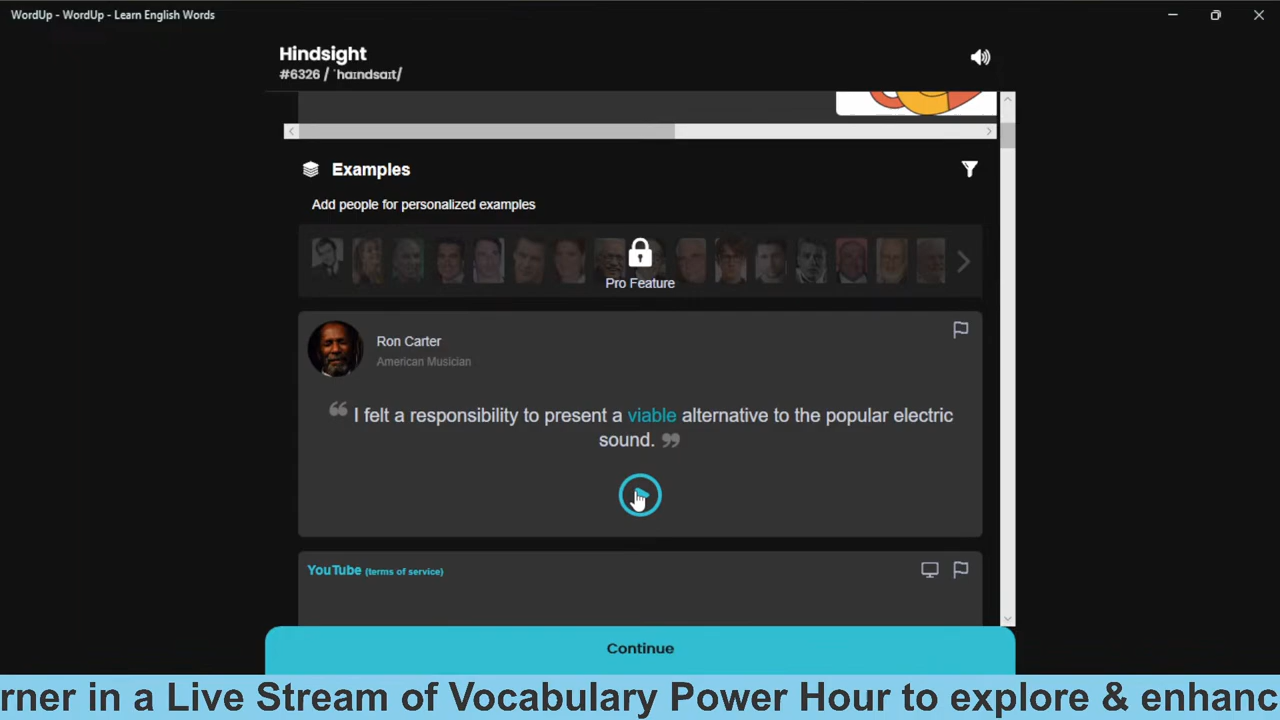 WordUp - WordUp - Learn English Words
Hindsight
#6326 / ˈhaɪndsaɪt/
Examples
Add people for personalized examples
Pro Feature
Ron Carter
American Musician
❝ I felt a responsibility to present a viable alternative to the popular electric
sound. ❞
YouTube (terms of service)
Continue
rner in a Live Stream of Vocabulary Power Hour to explore & enhanc